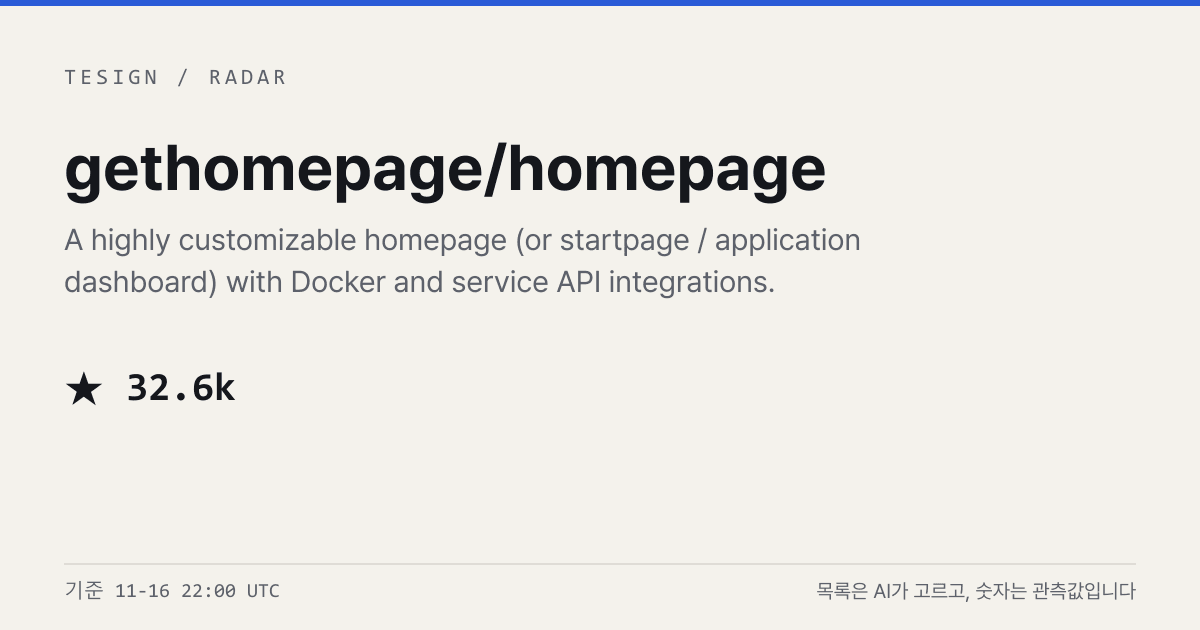 TESIGN / RADAR
gethomepage/homepage
A highly customizable homepage (or startpage / application
dashboard) with Docker and service API integrations.
★ 32.6k
기준 11-16 22:00 UTC
목록은 AI가 고르고, 숫자는 관측값입니다